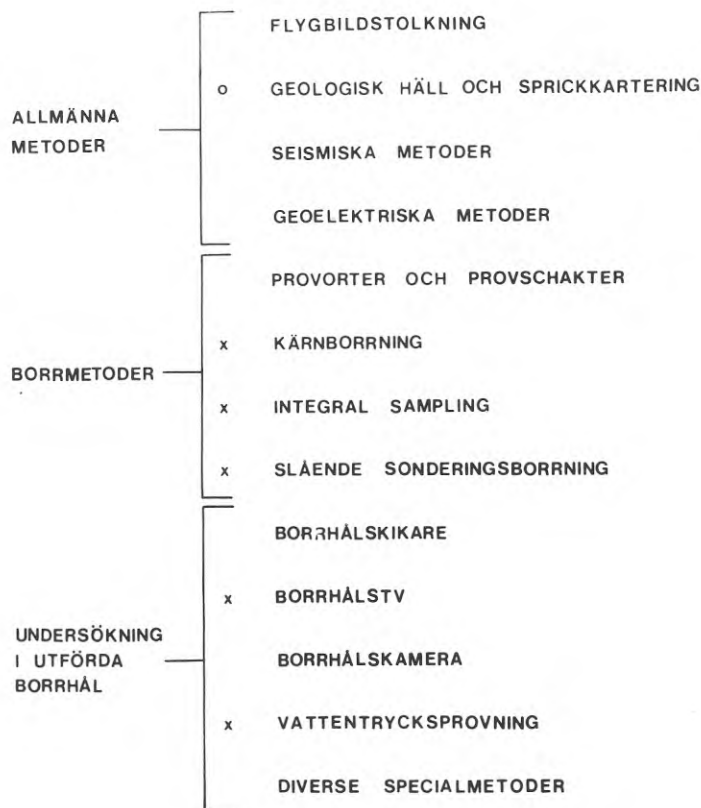 FLYGBILDSTOLKNING
o GEOLOGISK HÄLL OCH SPRICKKARTERING
ALLMÄNNA
METODER
SEISMISKA METODER
GEOELEKTRISKA METODER
PROVORTER OCH PROVSCHAKTER
x KÄRNBORRNING
BORRMETODER
x INTEGRAL SAMPLING
x SLÅENDE SONDERINGSBORRNING
BORRHÅLSKIKARE
x BORRHÅLSTV
UNDERSÖKNING
I UTFÖRDA
BORRHÅL
BORRHÅLSKAMERA
x VATTENTRYCKSPROVNING
DIVERSE SPECIALMETODER